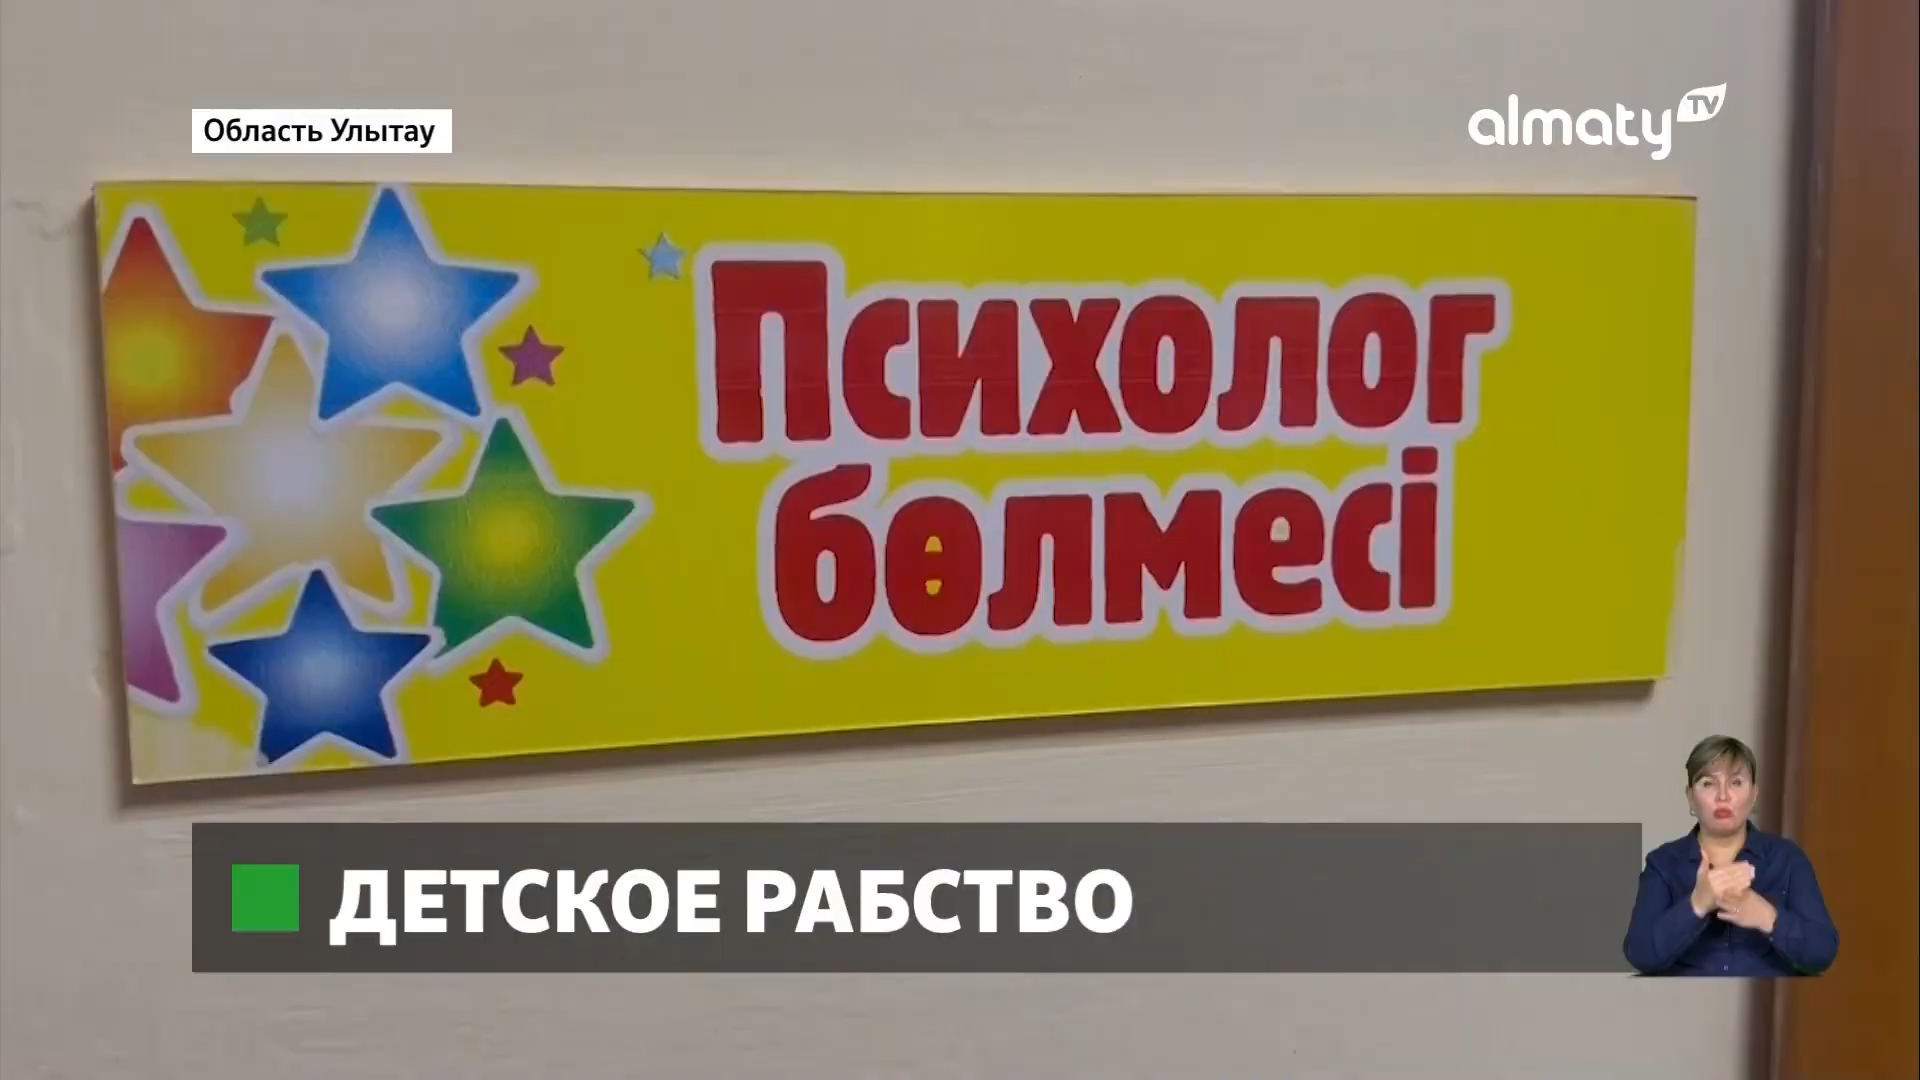 Область Улытау
almaty TV
Психолог
бөлмесі
ДЕТСКОЕ РАБСТВО